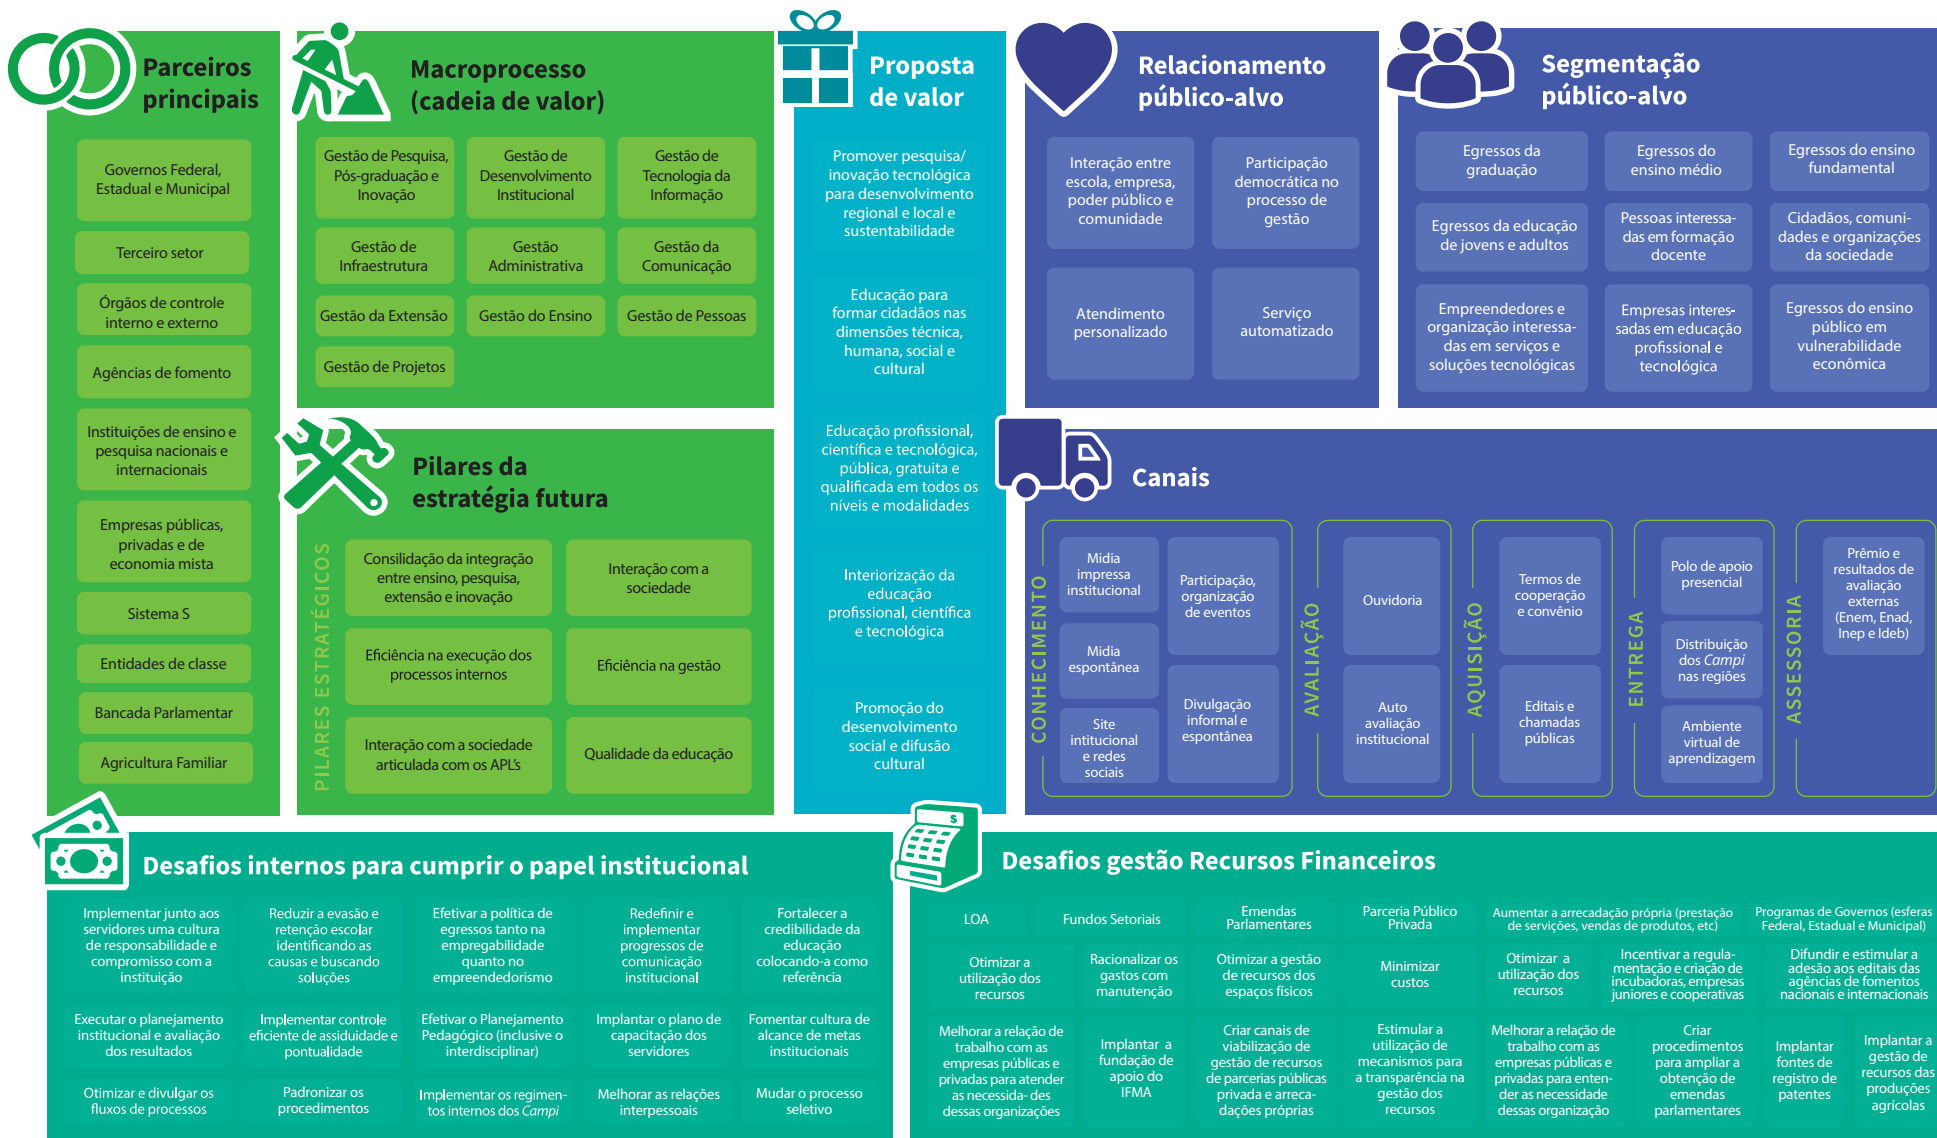 Parceiros
principais
Governos Federal,
Estadual e Municipal
Terceiro setor
Órgãos de controle
interno e externo
Agências de fomento
Instituições de ensino e
pesquisa nacionais e
internacionais
Empresas públicas,
privadas e de
economia mista
Sistema S
Entidades de classe
Bancada Parlamentar
Agricultura Familiar
Macroprocesso
(cadeia de valor)
Gestão de Pesquisa,
Pós-graduação e
Inovação
Gestão de
Desenvolvimento
Institucional
Gestão de
Tecnologia da
Informação
Gestão de
Infraestrutura
Gestão
Administrativa
Gestão da
Comunicação
Gestão da Extensão
Gestão do Ensino
Gestão de Pessoas
Gestão de Projetos
Pilares da
estratégia futura
PILARES ESTRATÉGICOS
Consilidação da integração
entre ensino, pesquisa,
extensão e inovação
Interação com a
sociedade
Eficiência na execução dos
processos internos
Eficiência na gestão
Interação com a sociedade
articulada com os APL's
Qualidade da educação
Proposta
de valor
Promover pesquisa/
inovação tecnológica
para desenvolvimento
regional e local e
sustentabilidade
Educação para
formar cidadãos nas
dimensões técnica,
humana, social e
cultural
Educação profissional,
científica e tecnológica,
pública, gratuita e
qualificada em todos os
níveis e modalidades
Interiorização da
educação
profissional, científica
e tecnológica
Promoção do
desenvolvimento
social e difusão
cultural
Relacionamento
público-alvo
Interação entre
escola, empresa,
poder público e
comunidade
Participação
democrática no
processo de
gestão
Atendimento
personalizado
Serviço
automatizado
Segmentação
público-alvo
Egressos da
graduação
Egressos do
ensino médio
Egressos do ensino
fundamental
Egressos da educação
de jovens e adultos
Pessoas interessa-
das em formação
docente
Cidadãos, comuni-
dades e organizações
da sociedade
Empreendedores e
organização interessa-
das em serviços e
soluções tecnológicas
Empresas interes-
sadas em educação
profissional e
tecnológica
Egressos do ensino
público em
vulnerabilidade
econômica
Canais
CONHECIMENTO
Midia
impressa
institucional
Participação,
organização
de eventos
Midia
espontânea
Divulgação
informal e
espontânea
Site
intitucional
e redes
sociais
AVALIAÇÃO
Ouvidoria
Auto
avaliação
institucional
AQUISIÇÃO
Termos de
cooperação
e convênio
Editais e
chamadas
públicas
ENTREGA
Polo de apoio
presencial
Distribuição
dos Campi
nas regiões
Ambiente
virtual de
aprendizagem
ASSESSORIA
Prêmio e
resultados de
avaliação
externas
(Enem, Enad,
Inep e Ideb)
Desafios internos para cumprir o papel institucional
Implementar junto aos
servidores uma cultura
de responsabilidade e
compromisso com a
instituição
Reduzir a evasão e
retenção escolar
identificando as
causas e buscando
soluções
Efetivar a política de
egressos tanto na
empregabilidade
quanto no
empreendedorismo
Redefinir e
implementar
progressos de
comunicação
institucional
Fortalecer a
credibilidade da
educação
colocando-a como
referência
Executar o planejamento
institucional e avaliação
dos resultados
Implementar controle
eficiente de assiduidade e
pontualidade
Efetivar o Planejamento
Pedagógico (inclusive o
interdisciplinar)
Implantar o plano de
capacitação dos
servidores
Fomentar cultura de
alcance de metas
institucionais
Otimizar e divulgar os
fluxos de processos
Padronizar os
procedimentos
Implementar os regimen-
tos internos dos Campi
Melhorar as relações
interpessoais
Mudar o processo
seletivo
$
Desafios gestão Recursos Financeiros
LOA
Fundos Setoriais
Emendas
Parlamentares
Parceria Público
Privada
Aumentar a arrecadação própria (prestação
de servições, vendas de produtos, etc)
Programas de Governos (esferas
Federal, Estadual e Municipal)
Otimizar a
utilização dos
recursos
Racionalizar os
gastos com
manutenção
Otimizar a gestão
de recursos dos
espaços físicos
Minimizar
custos
Otimizar a
utilização dos
recursos
Incentivar a regula-
mentação e criação de
incubadoras, empresas
juniores e cooperativas
Difundir e estimular a
adesão aos editais das
agências de fomentos
nacionais e internacionais
Melhorar a relação de
trabalho com as
empresas públicas e
privadas para atender
as necessida- des
dessas organizações
Implantar a
fundação de
apoio do
IFMA
Criar canais de
viabilização de
gestão de recursos
de parcerias públicas
privada e arreca-
dações próprias
Estimular a
utilização de
mecanismos para
a transparência na
gestão dos
recursos
Melhorar a relação de
trabalho com as
empresas públicas e
privadas para enten-
der as necessidade
dessas organização
Criar
procedimentos
para ampliar a
obtenção de
emendas
parlamentares
Implantar
fontes de
registro de
patentes
Implantar a
gestão de
recursos das
produções
agrícolas